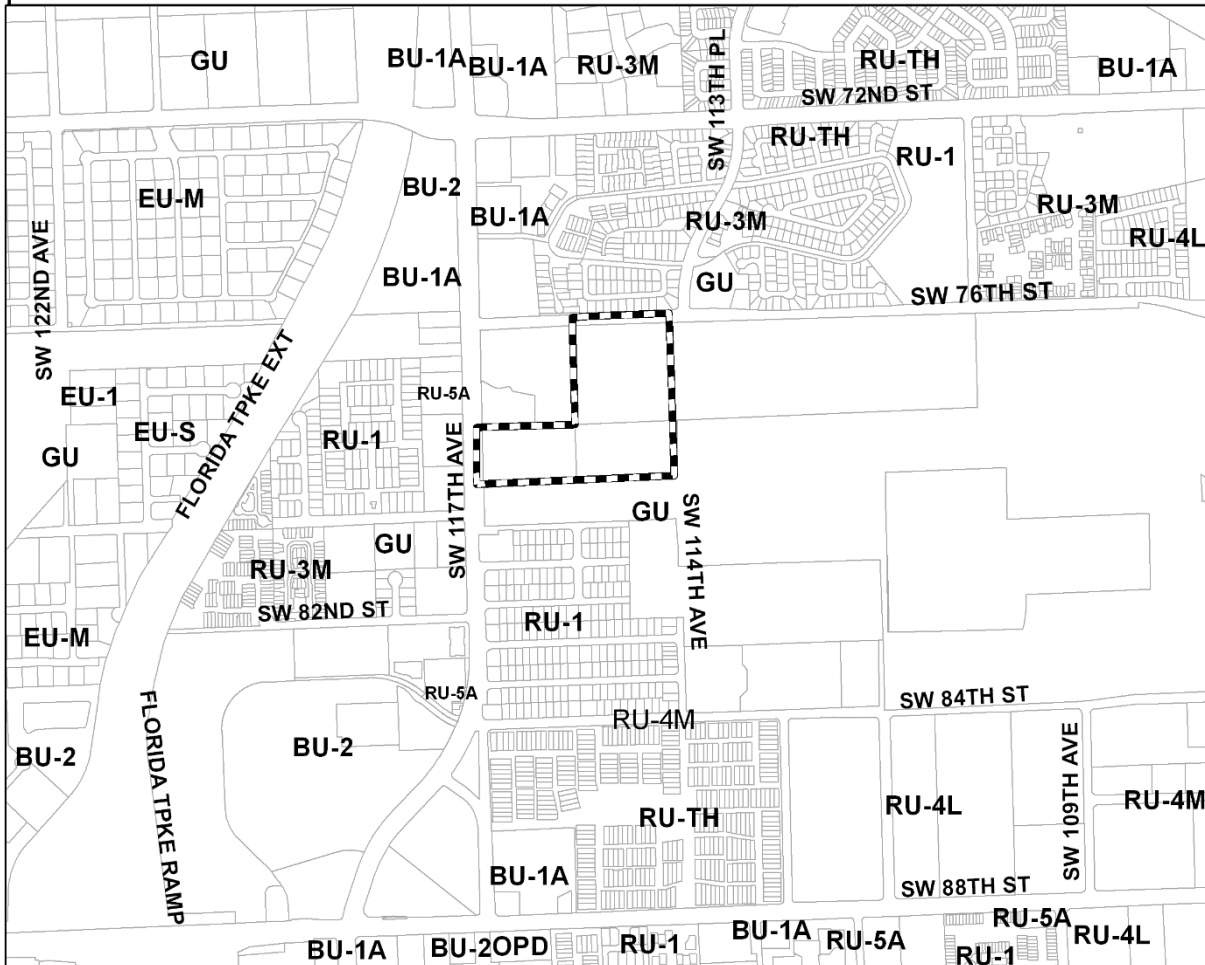 GU
BU-1A
BU-1A
RU-3M
SW 113TH PL
RU-TH
BU-1A
SW 72ND ST
RU-TH
RU-1
EU-M
BU-2
BU-1A
RU-3M
RU-3M
RU-4L
SW 122ND AVE
BU-1A
GU
SW 76TH ST
FLORIDA TPKE EXT
EU-1
RU-5A
EU-S
RU-1
GU
SW 117TH AVE
GU
SW 114TH AVE
GU
RU-3M
SW 82ND ST
RU-1
EU-M
RU-5A
SW 84TH ST
RU-4M
BU-2
BU-2
FLORIDA TPKE RAMP
RU-4L
SW 109TH AVE
RU-4M
RU-TH
BU-1A
SW 88TH ST
RU-5A
BU-1A
BU-2OPD
RU-1
BU-1A
RU-5A
RU-1
RU-4L